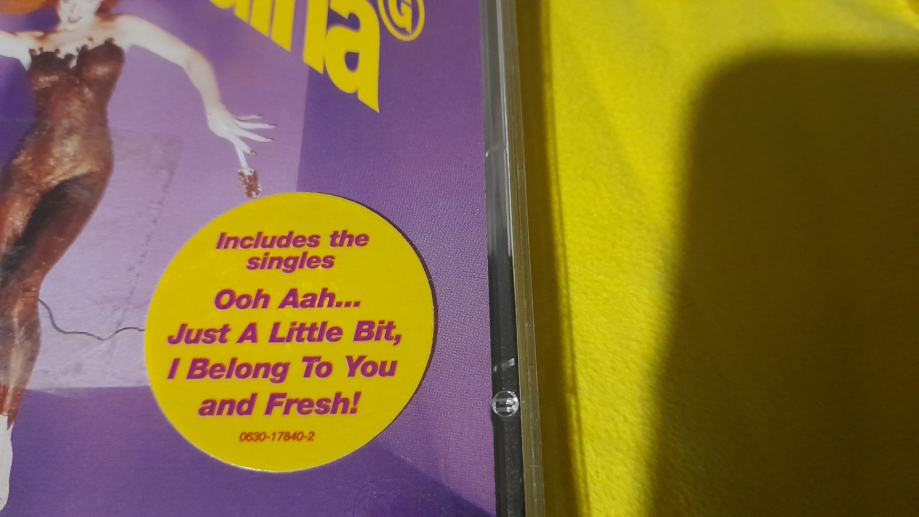 G
Includes the
singles
Ooh Aah...
Just A Little Bit,
I Belong To You
and Fresh!
0630-17840-2